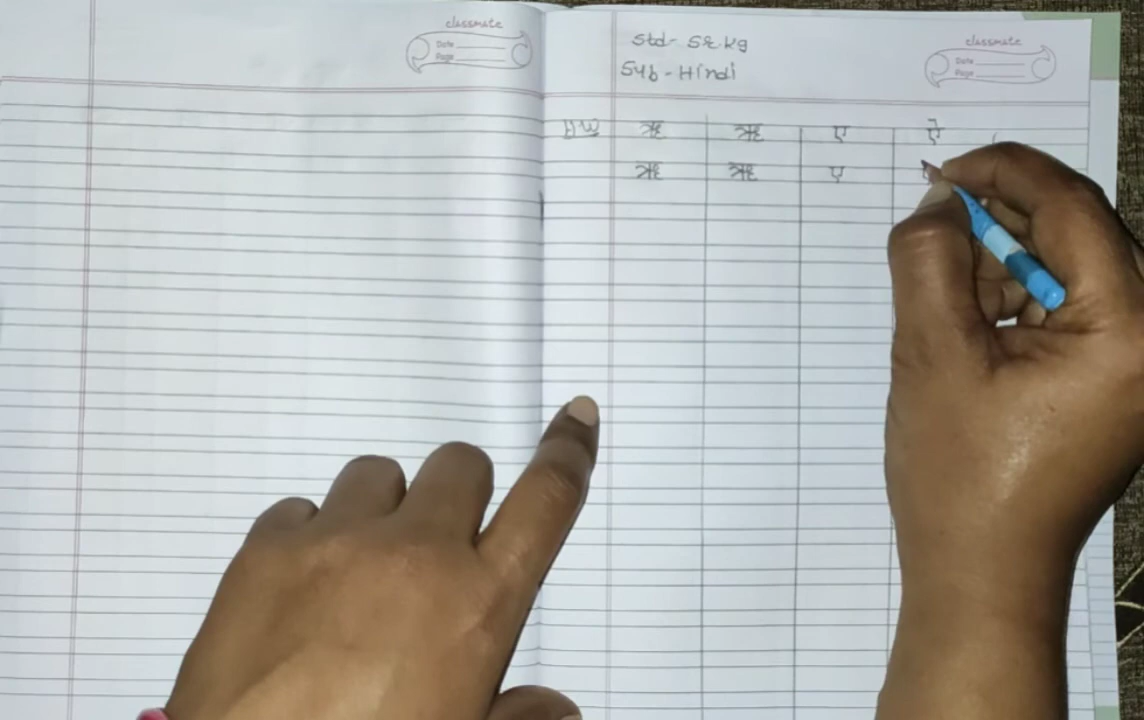 classmate
Date
Page
Std- Sr.kg
Sub - Hindi
classmate
Date
Page
H.W ऋ ऋ ए ऐ
ऋ ऋ ए